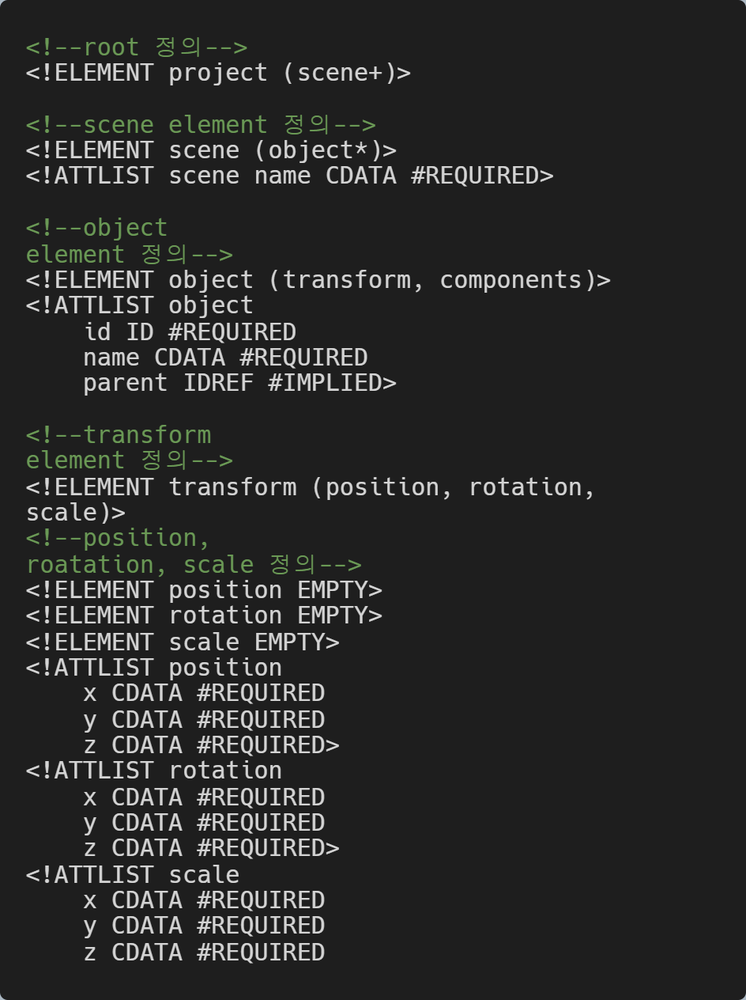 <!--root 정의-->
<!ELEMENT project (scene+)>
<!--scene element 정의-->
<!ELEMENT scene (object*)>
<!ATTLIST scene name CDATA #REQUIRED>
<!--object
element 정의-->
<!ELEMENT object (transform, components)>
<!ATTLIST object
    id ID #REQUIRED
    name CDATA #REQUIRED
    parent IDREF #IMPLIED>
<!--transform
element 정의-->
<!ELEMENT transform (position, rotation,
scale)>
<!--position,
roatation, scale 정의-->
<!ELEMENT position EMPTY>
<!ELEMENT rotation EMPTY>
<!ELEMENT scale EMPTY>
<!ATTLIST position
    x CDATA #REQUIRED
    y CDATA #REQUIRED
    z CDATA #REQUIRED>
<!ATTLIST rotation
    x CDATA #REQUIRED
    y CDATA #REQUIRED
    z CDATA #REQUIRED>
<!ATTLIST scale
    x CDATA #REQUIRED
    y CDATA #REQUIRED
    z CDATA #REQUIRED